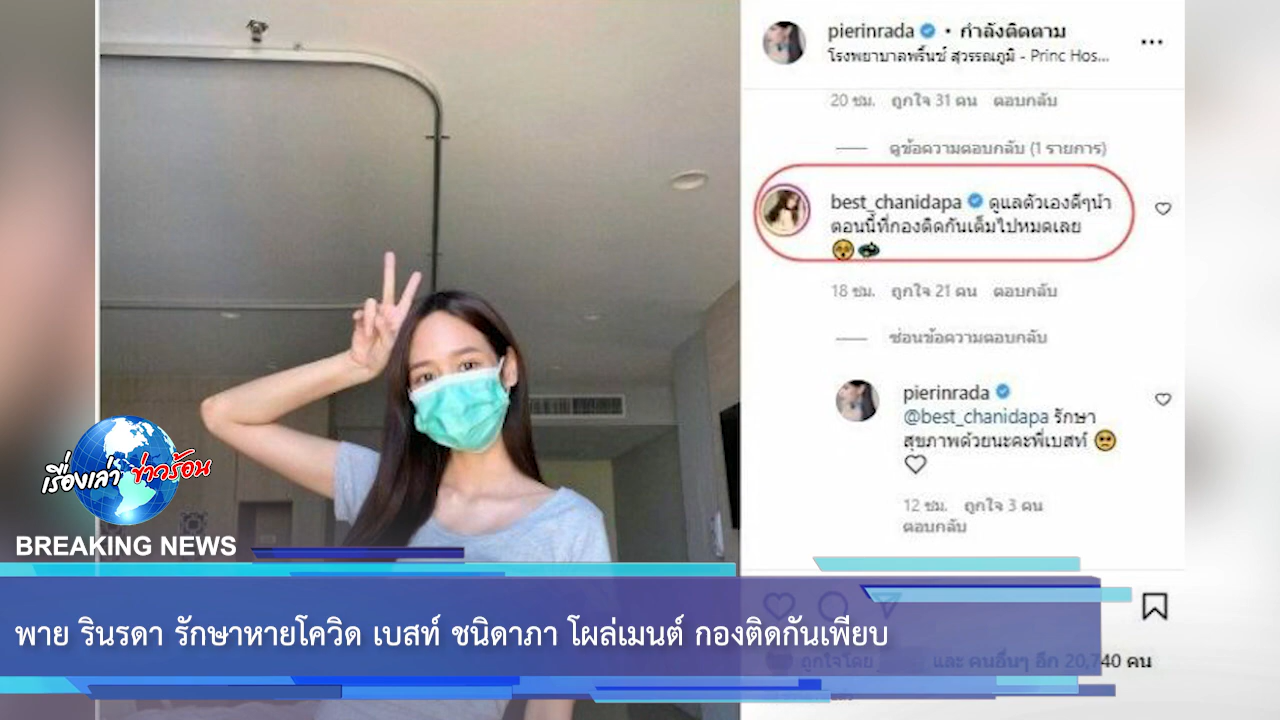 pierinrada • กำลังติดตาม
โรงพยาบาลพริ้นซ์ สุวรรณภูมิ - Princ Hos...
20 ชม. ถูกใจ 31 คน ตอบกลับ
ดูข้อความตอบกลับ (1 รายการ)
best_chanidapa ดูแลตัวเองดีๆน้า
ตอนนี้ที่กองติดกันเต็มไปหมดเลย
18 ชม. ถูกใจ 21 คน ตอบกลับ
ซ่อนข้อความตอบกลับ
pierinrada
@best_chanidapa รักษา
สุขภาพด้วยนะคะพี่เบสท์
12 ชม. ถูกใจ 3 คน
ตอบกลับ
เรื่องเล่า ข่าวร้อน
BREAKING NEWS
พาย รินรดา รักษาหายโควิด เบสท์ ชนิดาภา โผล่เมนต์ กองติดกันเพียบ
ถูกใจโดย และ คนอื่นๆ อีก 20,740 คน